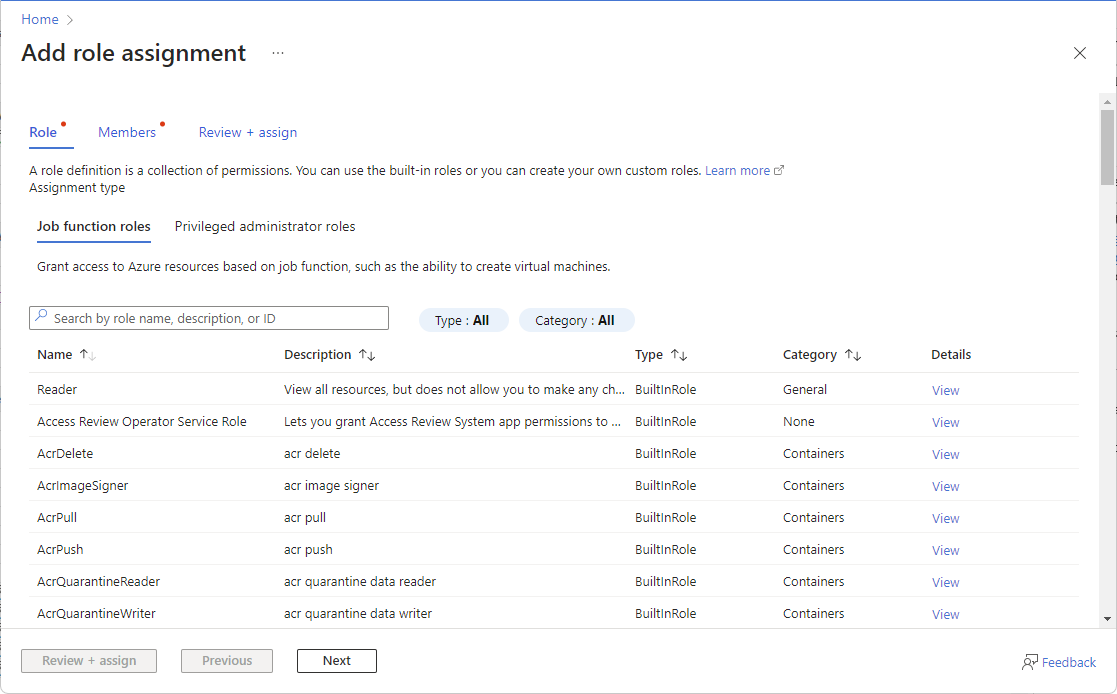 Home
Add role assignment ...
Role Members Review + assign
A role definition is a collection of permissions. You can use the built-in roles or you can create your own custom roles. Learn more
Assignment type
Job function roles Privileged administrator roles
Grant access to Azure resources based on job function, such as the ability to create virtual machines.
Search by role name, description, or ID Type : All Category : All
Name Description Type Category Details
Reader View all resources, but does not allow you to make any ch... BuiltInRole General View
Access Review Operator Service Role Lets you grant Access Review System app permissions to ... BuiltInRole None View
AcrDelete acr delete BuiltInRole Containers View
AcrImageSigner acr image signer BuiltInRole Containers View
AcrPull acr pull BuiltInRole Containers View
AcrPush acr push BuiltInRole Containers View
AcrQuarantineReader acr quarantine data reader BuiltInRole Containers View
AcrQuarantineWriter acr quarantine data writer BuiltInRole Containers View
Review + assign Previous Next Feedback